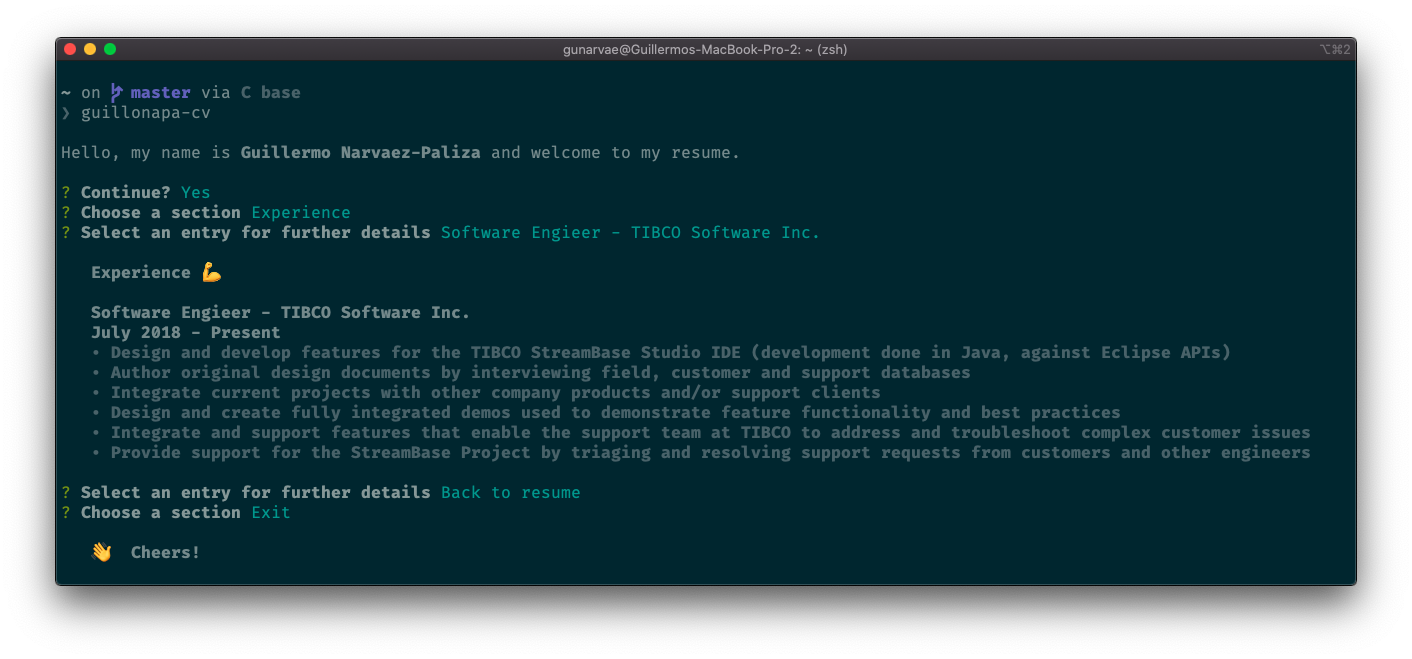 gunarvae@Guillermos-MacBook-Pro-2: ~ (zsh) ⌥⌘2
~ on master via C base
❯ guillonapa-cv
Hello, my name is Guillermo Narvaez-Paliza and welcome to my resume.
? Continue? Yes
? Choose a section Experience
? Select an entry for further details Software Engieer - TIBCO Software Inc.
Experience 💪
Software Engieer - TIBCO Software Inc.
July 2018 - Present
• Design and develop features for the TIBCO StreamBase Studio IDE (development done in Java, against Eclipse APIs)
• Author original design documents by interviewing field, customer and support databases
• Integrate current projects with other company products and/or support clients
• Design and create fully integrated demos used to demonstrate feature functionality and best practices
• Integrate and support features that enable the support team at TIBCO to address and troubleshoot complex customer issues
• Provide support for the StreamBase Project by triaging and resolving support requests from customers and other engineers
? Select an entry for further details Back to resume
? Choose a section Exit
👋 Cheers!